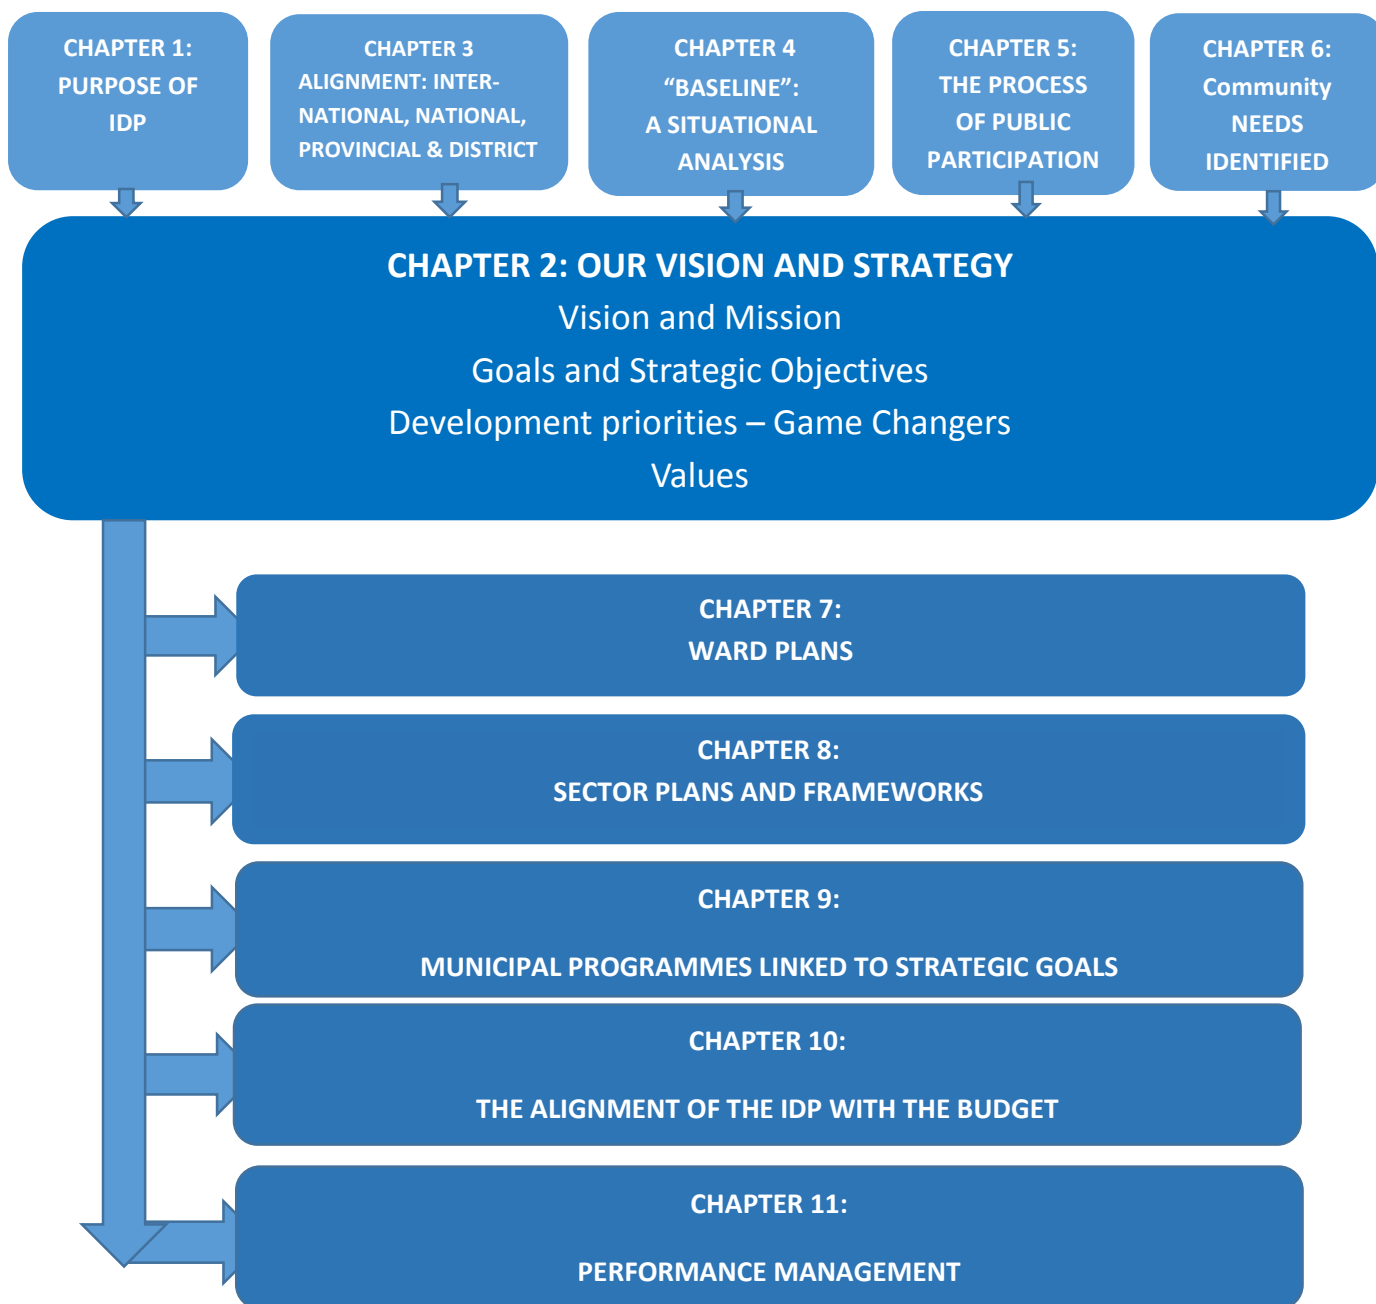 CHAPTER 1:
PURPOSE OF
IDP
CHAPTER 3
ALIGNMENT: INTER-
NATIONAL, NATIONAL,
PROVINCIAL & DISTRICT
CHAPTER 4
“BASELINE”:
A SITUATIONAL
ANALYSIS
CHAPTER 5:
THE PROCESS
OF PUBLIC
PARTICIPATION
CHAPTER 6:
Community
NEEDS
IDENTIFIED
CHAPTER 2: OUR VISION AND STRATEGY
Vision and Mission
Goals and Strategic Objectives
Development priorities – Game Changers
Values
CHAPTER 7:
WARD PLANS
CHAPTER 8:
SECTOR PLANS AND FRAMEWORKS
CHAPTER 9:
MUNICIPAL PROGRAMMES LINKED TO STRATEGIC GOALS
CHAPTER 10:
THE ALIGNMENT OF THE IDP WITH THE BUDGET
CHAPTER 11:
PERFORMANCE MANAGEMENT